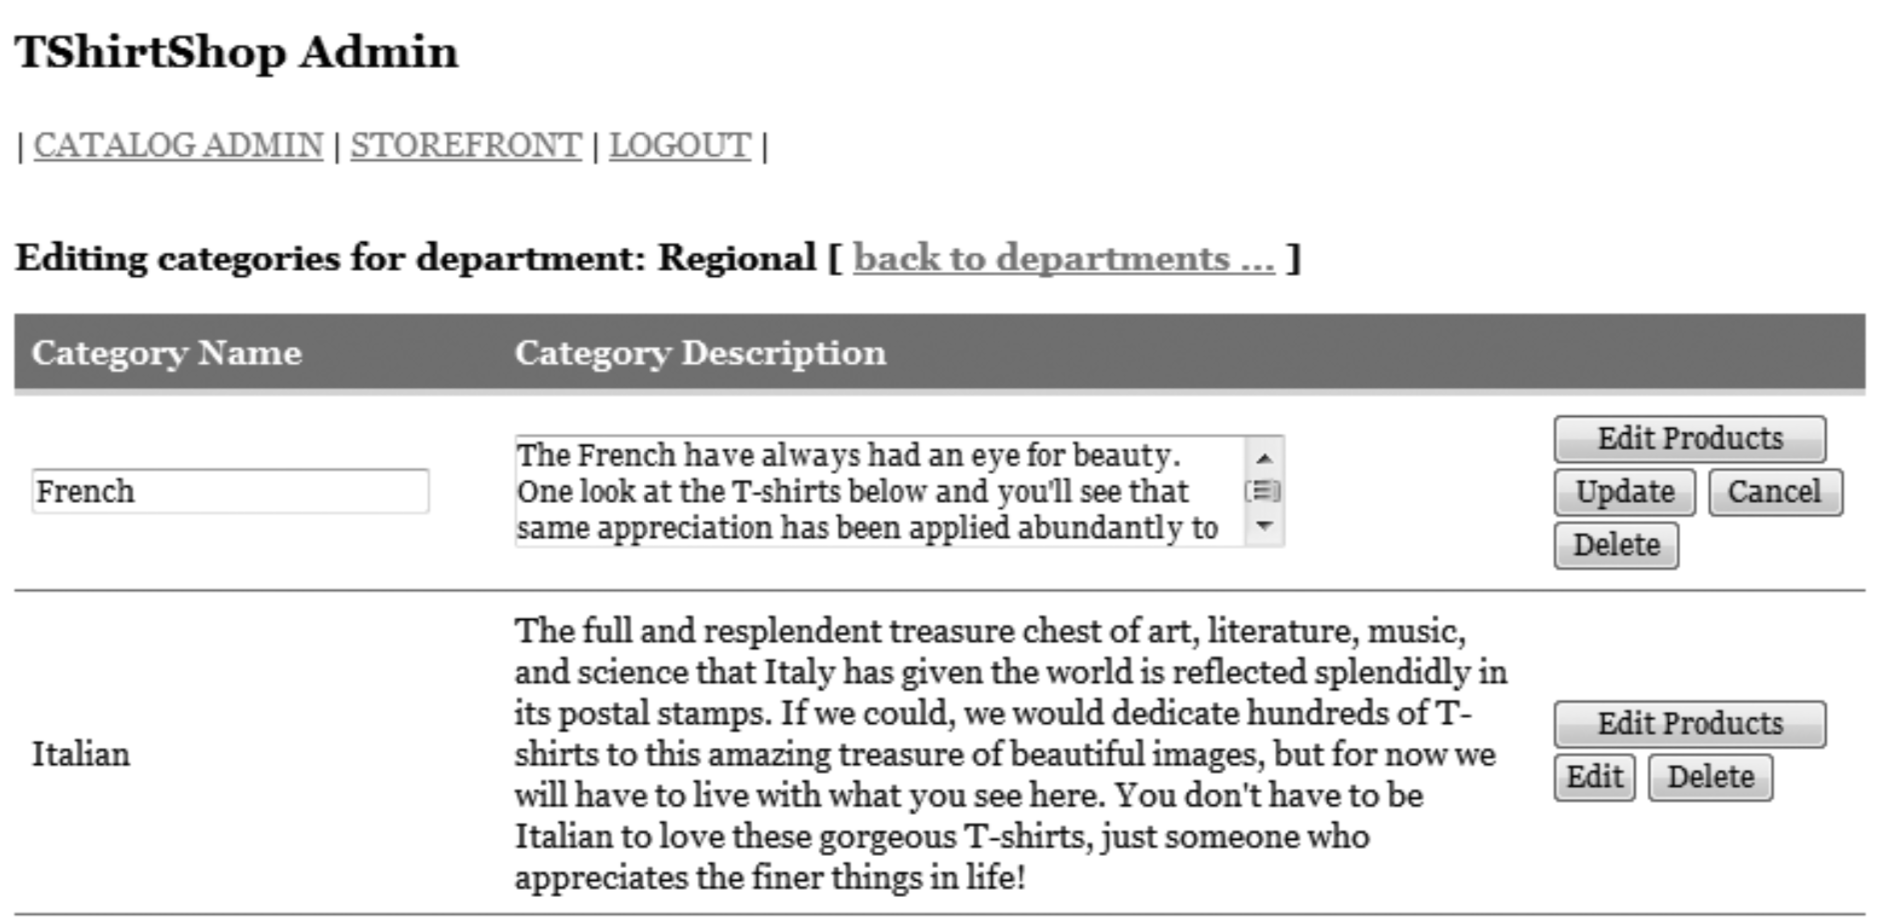 TShirtShop Admin
| CATALOG ADMIN | STOREFRONT | LOGOUT |
Editing categories for department: Regional [ back to departments ... ]
Category Name Category Description
French
The French have always had an eye for beauty.
One look at the T-shirts below and you'll see that
same appreciation has been applied abundantly to
Edit Products
Update Cancel
Delete
Italian
The full and resplendent treasure chest of art, literature, music,
and science that Italy has given the world is reflected splendidly in
its postal stamps. If we could, we would dedicate hundreds of T-
shirts to this amazing treasure of beautiful images, but for now we
will have to live with what you see here. You don't have to be
Italian to love these gorgeous T-shirts, just someone who
appreciates the finer things in life!
Edit Products
Edit Delete